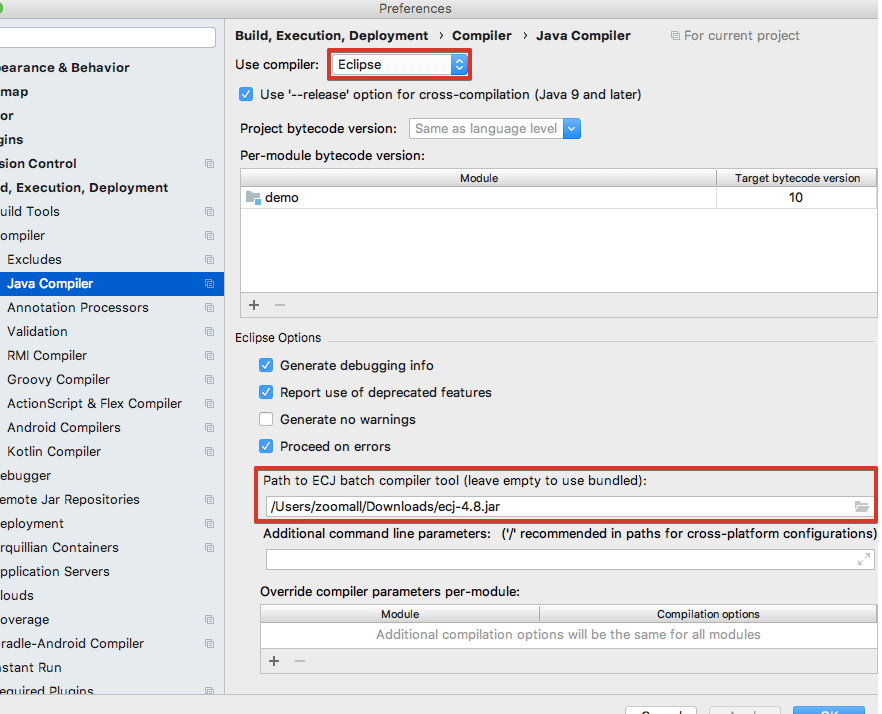 Preferences
Build, Execution, Deployment › Compiler › Java Compiler For current project
Use compiler: Eclipse
Use '--release' option for cross-compilation (Java 9 and later)
Project bytecode version: Same as language level
Per-module bytecode version:
Module Target bytecode version
demo 10
Eclipse Options
Generate debugging info
Report use of deprecated features
Generate no warnings
Proceed on errors
Path to ECJ batch compiler tool (leave empty to use bundled):
/Users/zoomall/Downloads/ecj-4.8.jar
Additional command line parameters: ('/' recommended in paths for cross-platform configurations)
Override compiler parameters per-module:
Module Compilation options
Additional compilation options will be the same for all modules
earance & Behavior
map
or
gins
sion Control
d, Execution, Deployment
uild Tools
ompiler
Excludes
Java Compiler
Annotation Processors
Validation
RMI Compiler
Groovy Compiler
ActionScript & Flex Compiler
Android Compilers
Kotlin Compiler
ebugger
emote Jar Repositories
eployment
rquillian Containers
pplication Servers
louds
overage
radle-Android Compiler
nstant Run
equired Plugins